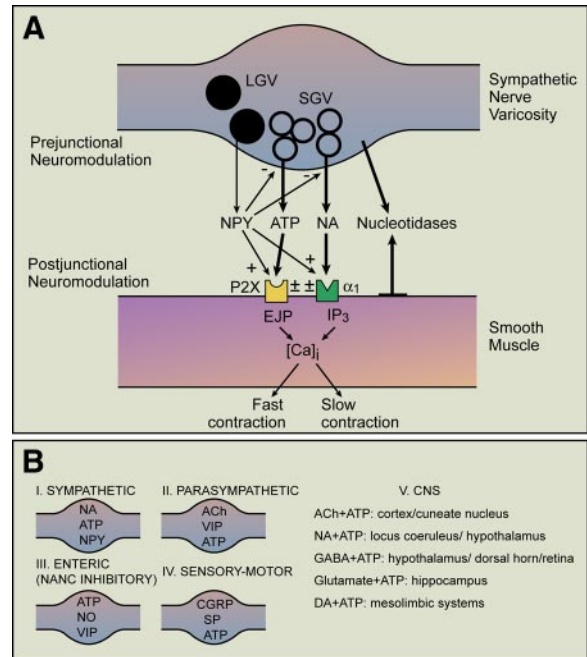 A
LGV
SGV
Sympathetic
Nerve
Varicosity
Prejunctional
Neuromodulation
- -
NPY ATP NA Nucleotidases
Postjunctional
Neuromodulation
+ +
P2X ± ± α1
EJP IP3
[Ca]i
Smooth
Muscle
Fast
contraction
Slow
contraction
B
I. SYMPATHETIC
NA
ATP
NPY
II. PARASYMPATHETIC
ACh
VIP
ATP
III. ENTERIC
(NANC INHIBITORY)
ATP
NO
VIP
IV. SENSORY-MOTOR
CGRP
SP
ATP
V. CNS
ACh+ATP: cortex/cuneate nucleus
NA+ATP: locus coeruleus/ hypothalamus
GABA+ATP: hypothalamus/ dorsal horn/retina
Glutamate+ATP: hippocampus
DA+ATP: mesolimbic systems